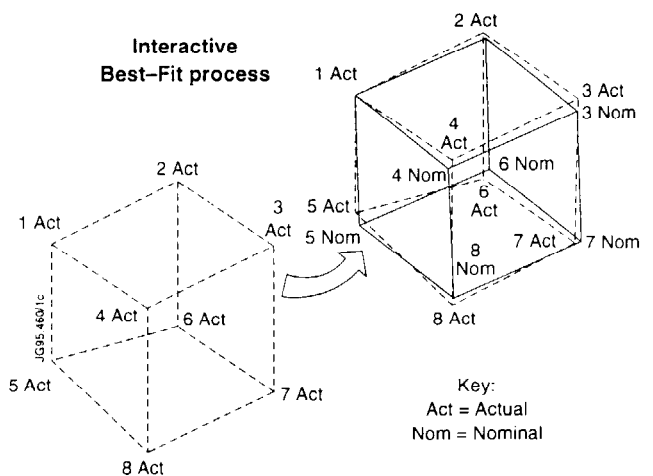 Interactive
Best–Fit process
2 Act
1 Act
3 Act
3 Nom
4
Act
4 Nom
6 Nom
6
Act
5 Act
5 Nom
7 Act
7 Nom
8
Nom
8 Act
2 Act
1 Act
3
Act
4 Act
6 Act
5 Act
7 Act
8 Act
JG95.460/1c
Key:
Act = Actual
Nom = Nominal